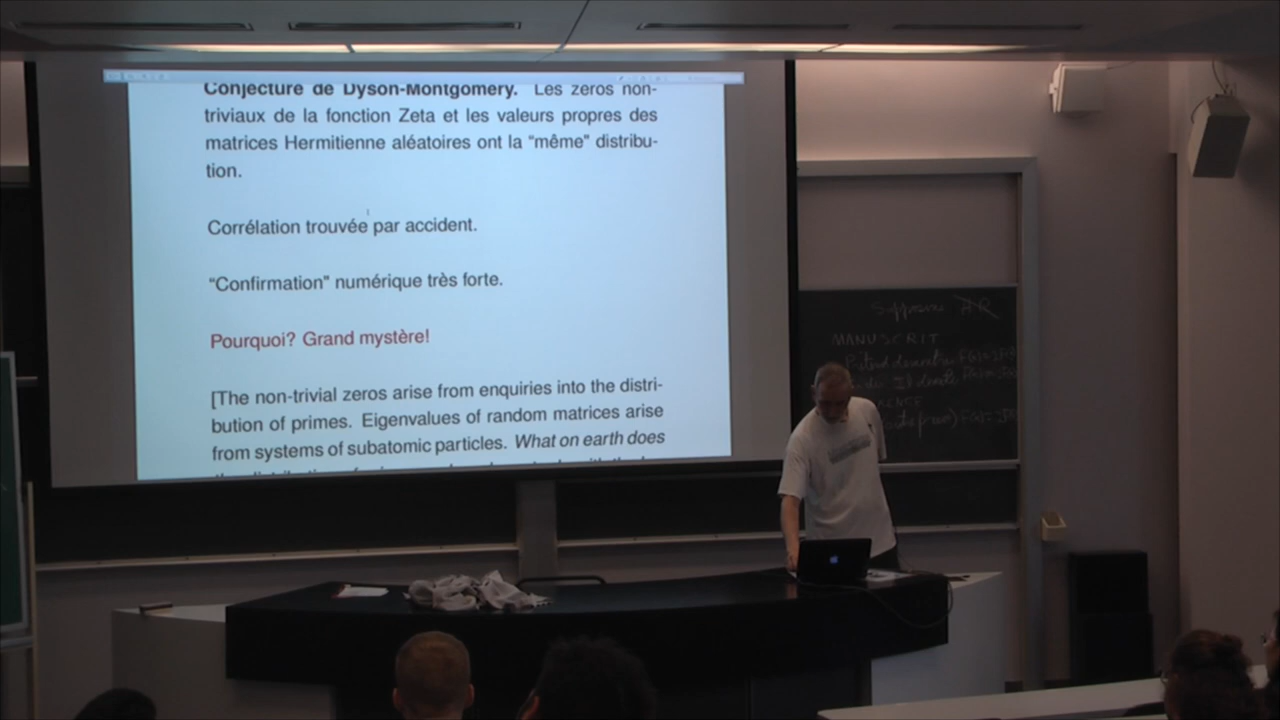 Conjecture de Dyson-Montgomery. Les zeros non-
triviaux de la fonction Zeta et les valeurs propres des
matrices Hermitienne aléatoires ont la “même” distribu-
tion.
Corrélation trouvée par accident.
“Confirmation” numérique très forte.
Pourquoi? Grand mystère!
[The non-trivial zeros arise from enquiries into the distri-
bution of primes. Eigenvalues of random matrices arise
from systems of subatomic particles. What on earth does
MANUSCRIT